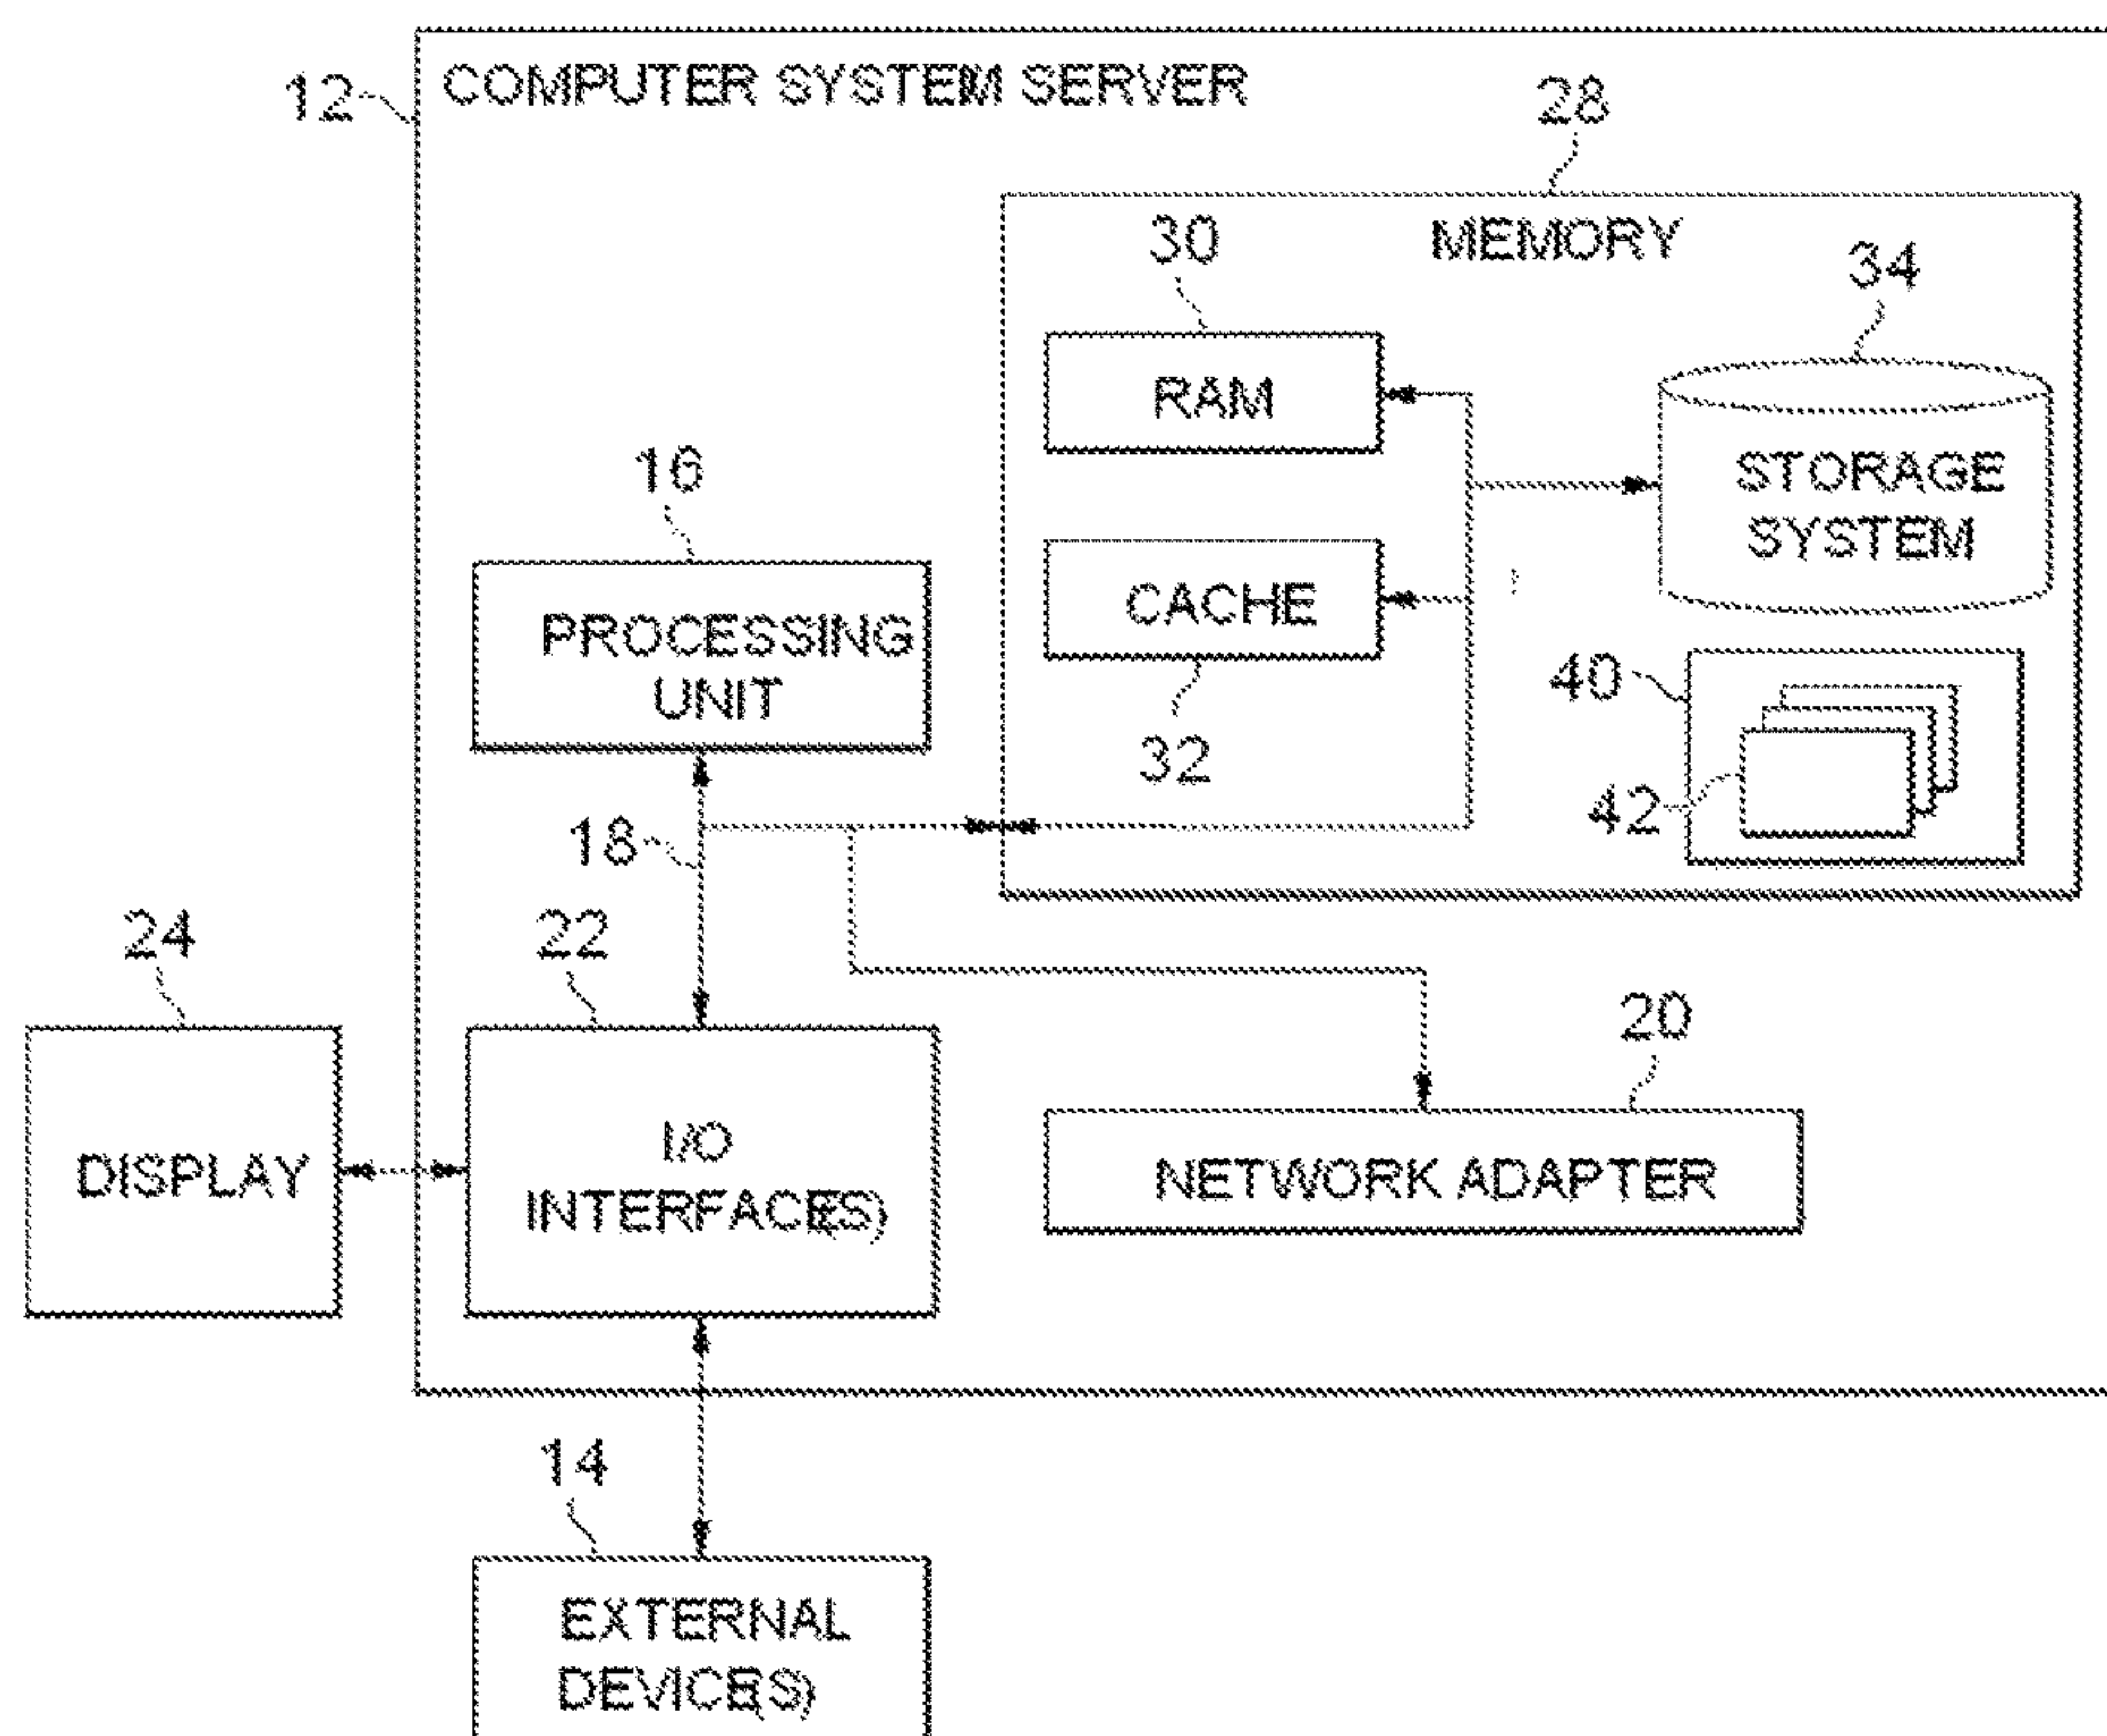 12
COMPUTER SYSTEM SERVER
28
MEMORY
30
34
RAM
STORAGE
SYSTEM
16
PROCESSING
UNIT
CACHE
32
40
42
18
24
22
20
DISPLAY
I/O
INTERFACE(S)
NETWORK ADAPTER
14
EXTERNAL
DEVICE(S)